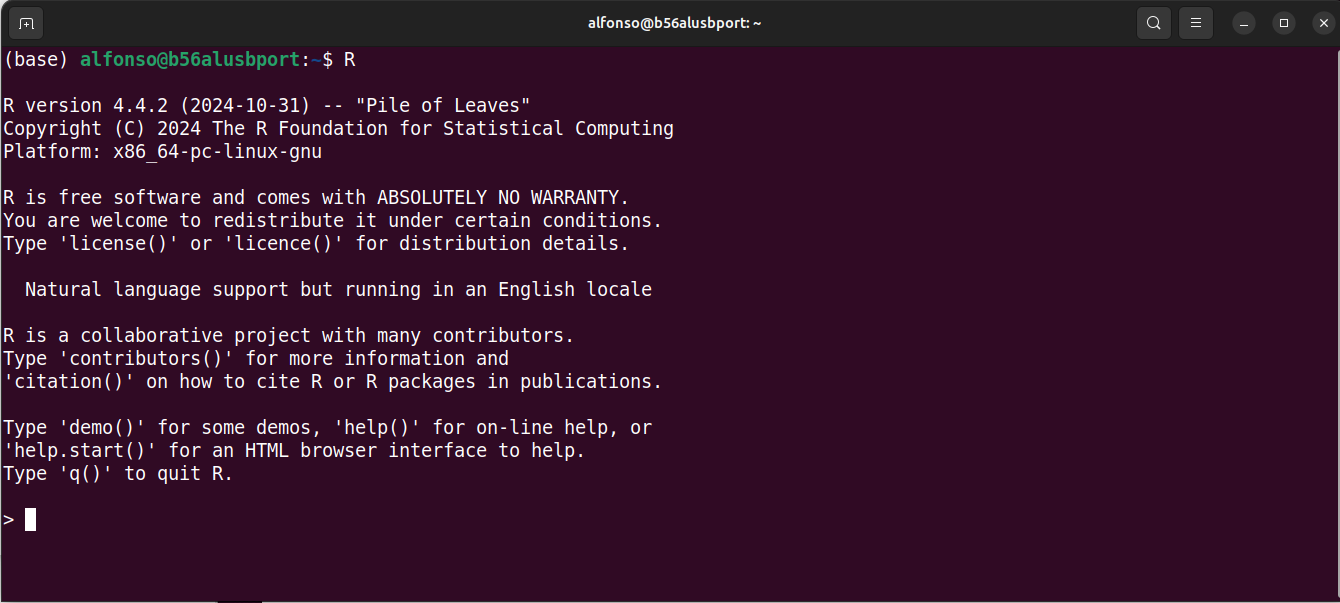 alfonso@b56alusbport: ~
(base) alfonso@b56alusbport:~$ R
R version 4.4.2 (2024-10-31) -- "Pile of Leaves"
Copyright (C) 2024 The R Foundation for Statistical Computing
Platform: x86_64-pc-linux-gnu
R is free software and comes with ABSOLUTELY NO WARRANTY.
You are welcome to redistribute it under certain conditions.
Type 'license()' or 'licence()' for distribution details.
Natural language support but running in an English locale
R is a collaborative project with many contributors.
Type 'contributors()' for more information and
'citation()' on how to cite R or R packages in publications.
Type 'demo()' for some demos, 'help()' for on-line help, or
'help.start()' for an HTML browser interface to help.
Type 'q()' to quit R.
>